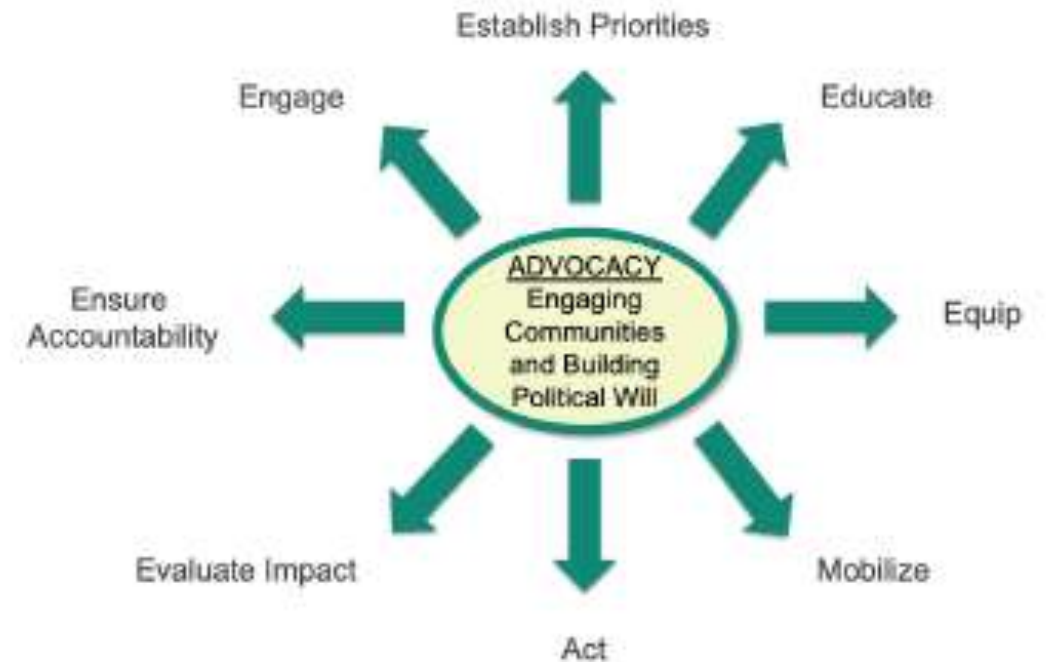 Establish Priorities
Engage
Educate
ADVOCACY
Engaging
Communities
and Building
Political Will
Ensure
Accountability
Equip
Evaluate Impact
Mobilize
Act